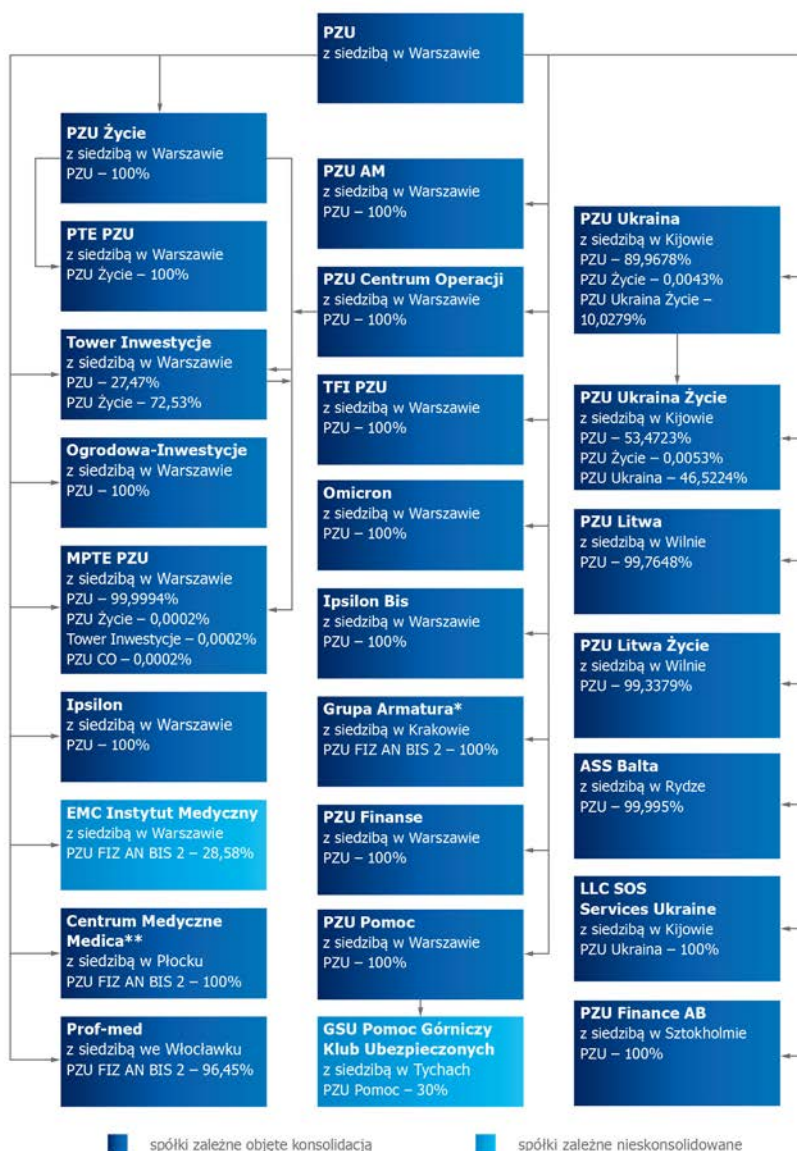 PZU
z siedzibą w Warszawie
PZU Życie
z siedzibą w Warszawie
PZU – 100%
PTE PZU
z siedzibą w Warszawie
PZU Życie – 100%
Tower Inwestycje
z siedzibą w Warszawie
PZU – 27,47%
PZU Życie – 72,53%
Ogrodowa-Inwestycje
z siedzibą w Warszawie
PZU – 100%
MPTE PZU
z siedzibą w Warszawie
PZU – 99,9994%
PZU Życie – 0,0002%
Tower Inwestycje – 0,0002%
PZU CO – 0,0002%
Ipsilon
z siedzibą w Warszawie
PZU – 100%
EMC Instytut Medyczny
z siedzibą w Warszawie
PZU FIZ AN BIS 2 – 28,58%
Centrum Medyczne
Medica**
z siedzibą w Płocku
PZU FIZ AN BIS 2 – 100%
Prof-med
z siedzibą we Włocławku
PZU FIZ AN BIS 2 – 96,45%
PZU AM
z siedzibą w Warszawie
PZU – 100%
PZU Centrum Operacji
z siedzibą w Warszawie
PZU – 100%
TFI PZU
z siedzibą w Warszawie
PZU – 100%
Omicron
z siedzibą w Warszawie
PZU – 100%
Ipsilon Bis
z siedzibą w Warszawie
PZU – 100%
Grupa Armatura*
z siedzibą w Krakowie
PZU FIZ AN BIS 2 – 100%
PZU Finanse
z siedzibą w Warszawie
PZU – 100%
PZU Pomoc
z siedzibą w Warszawie
PZU – 100%
GSU Pomoc Górniczy
Klub Ubezpieczonych
z siedzibą w Tychach
PZU Pomoc – 30%
PZU Ukraina
z siedzibą w Kijowie
PZU – 89,9678%
PZU Życie – 0,0043%
PZU Ukraina Życie –
10,0279%
PZU Ukraina Życie
z siedzibą w Kijowie
PZU – 53,4723%
PZU Życie – 0,0053%
PZU Ukraina – 46,5224%
PZU Litwa
z siedzibą w Wilnie
PZU – 99,7648%
PZU Litwa Życie
z siedzibą w Wilnie
PZU – 99,3379%
ASS Balta
z siedzibą w Rydze
PZU – 99,995%
LLC SOS
Services Ukraine
z siedzibą w Kijowie
PZU Ukraina – 100%
PZU Finance AB
z siedzibą w Sztokholmie
PZU – 100%
spółki zależne objęte konsolidacją
spółki zależne nieskonsolidowane